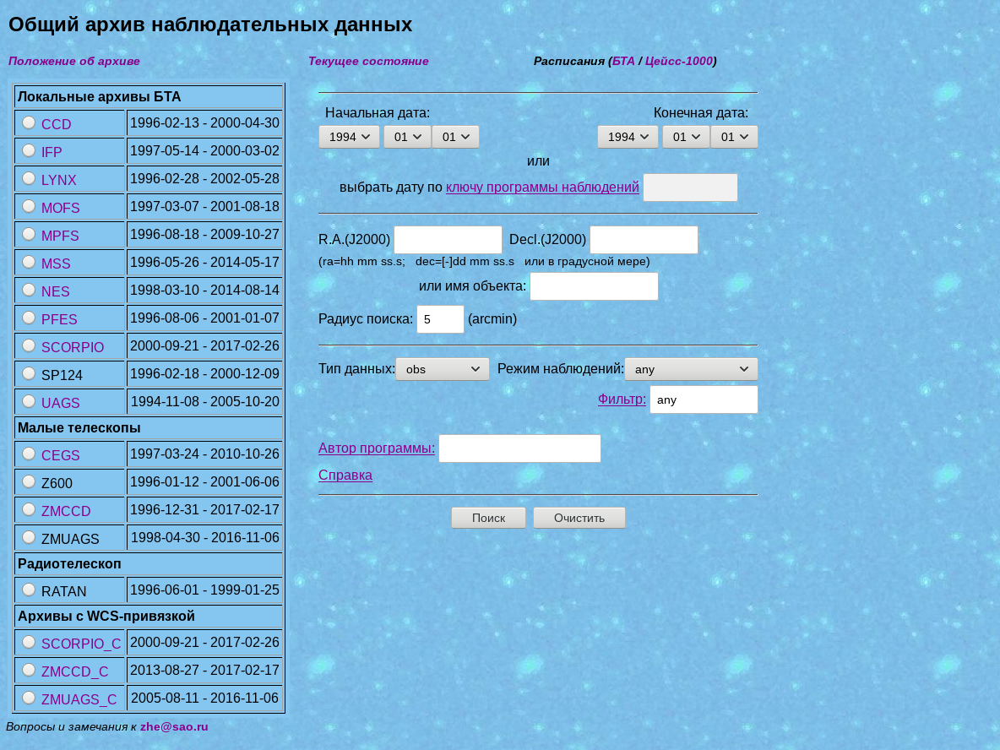 Общий архив наблюдательных данных
Положение об архиве
Текущее состояние
Расписания (БТА / Цейсс-1000)
Локальные архивы БТА
CCD 1996-02-13 - 2000-04-30
IFP 1997-05-14 - 2000-03-02
LYNX 1996-02-28 - 2002-05-28
MOFS 1997-03-07 - 2001-08-18
MPFS 1996-08-18 - 2009-10-27
MSS 1996-05-26 - 2014-05-17
NES 1998-03-10 - 2014-08-14
PFES 1996-08-06 - 2001-01-07
SCORPIO 2000-09-21 - 2017-02-26
SP124 1996-02-18 - 2000-12-09
UAGS 1994-11-08 - 2005-10-20
Малые телескопы
CEGS 1997-03-24 - 2010-10-26
Z600 1996-01-12 - 2001-06-06
ZMCCD 1996-12-31 - 2017-02-17
ZMUAGS 1998-04-30 - 2016-11-06
Радиотелескоп
RATAN 1996-06-01 - 1999-01-25
Архивы с WCS-привязкой
SCORPIO_C 2000-09-21 - 2017-02-26
ZMCCD_C 2013-08-27 - 2017-02-17
ZMUAGS_C 2005-08-11 - 2016-11-06
Начальная дата: Конечная дата:
1994 01 01 1994 01 01
или
выбрать дату по ключу программы наблюдений
R.A.(J2000) Decl.(J2000)
(ra=hh mm ss.s; dec=[-]dd mm ss.s или в градусной мере)
или имя объекта:
Радиус поиска: 5 (arcmin)
Тип данных: obs Режим наблюдений: any
Фильтр: any
Автор программы:
Справка
Поиск Очистить
Вопросы и замечания к zhe@sao.ru